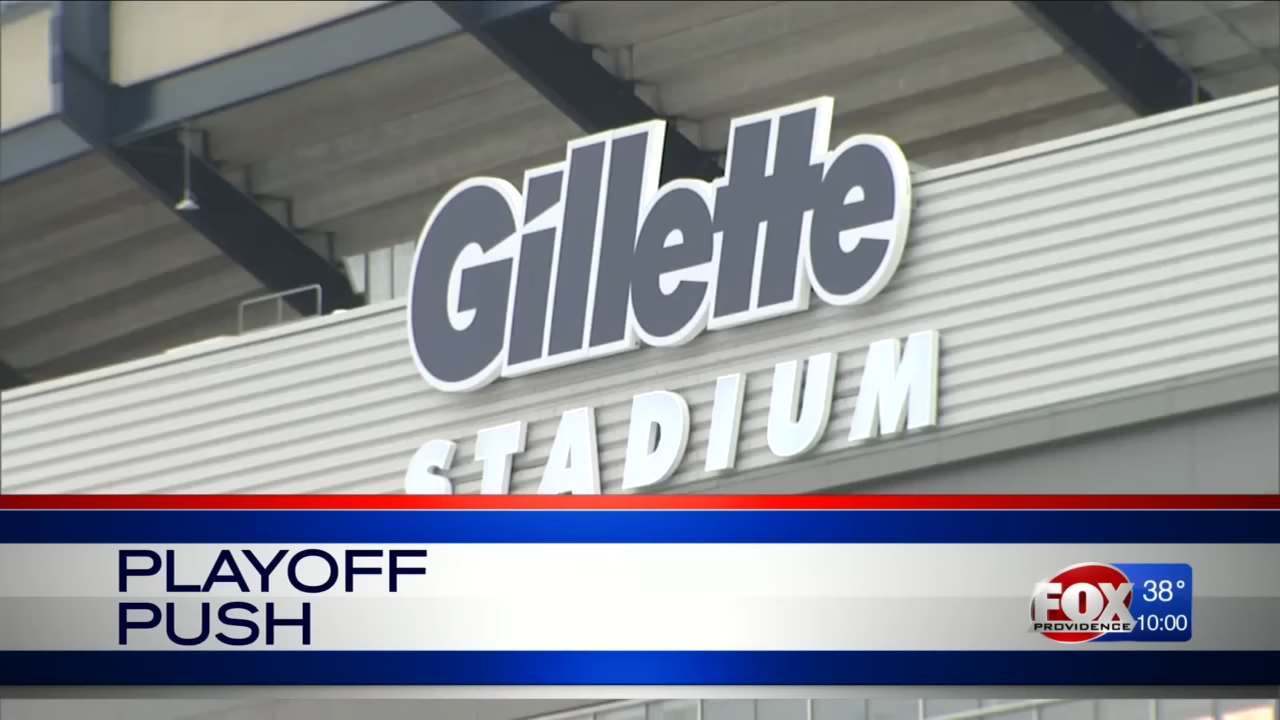 Gillette
STADIUM
PLAYOFF
PUSH
FOX
PROVIDENCE
38°
10:00